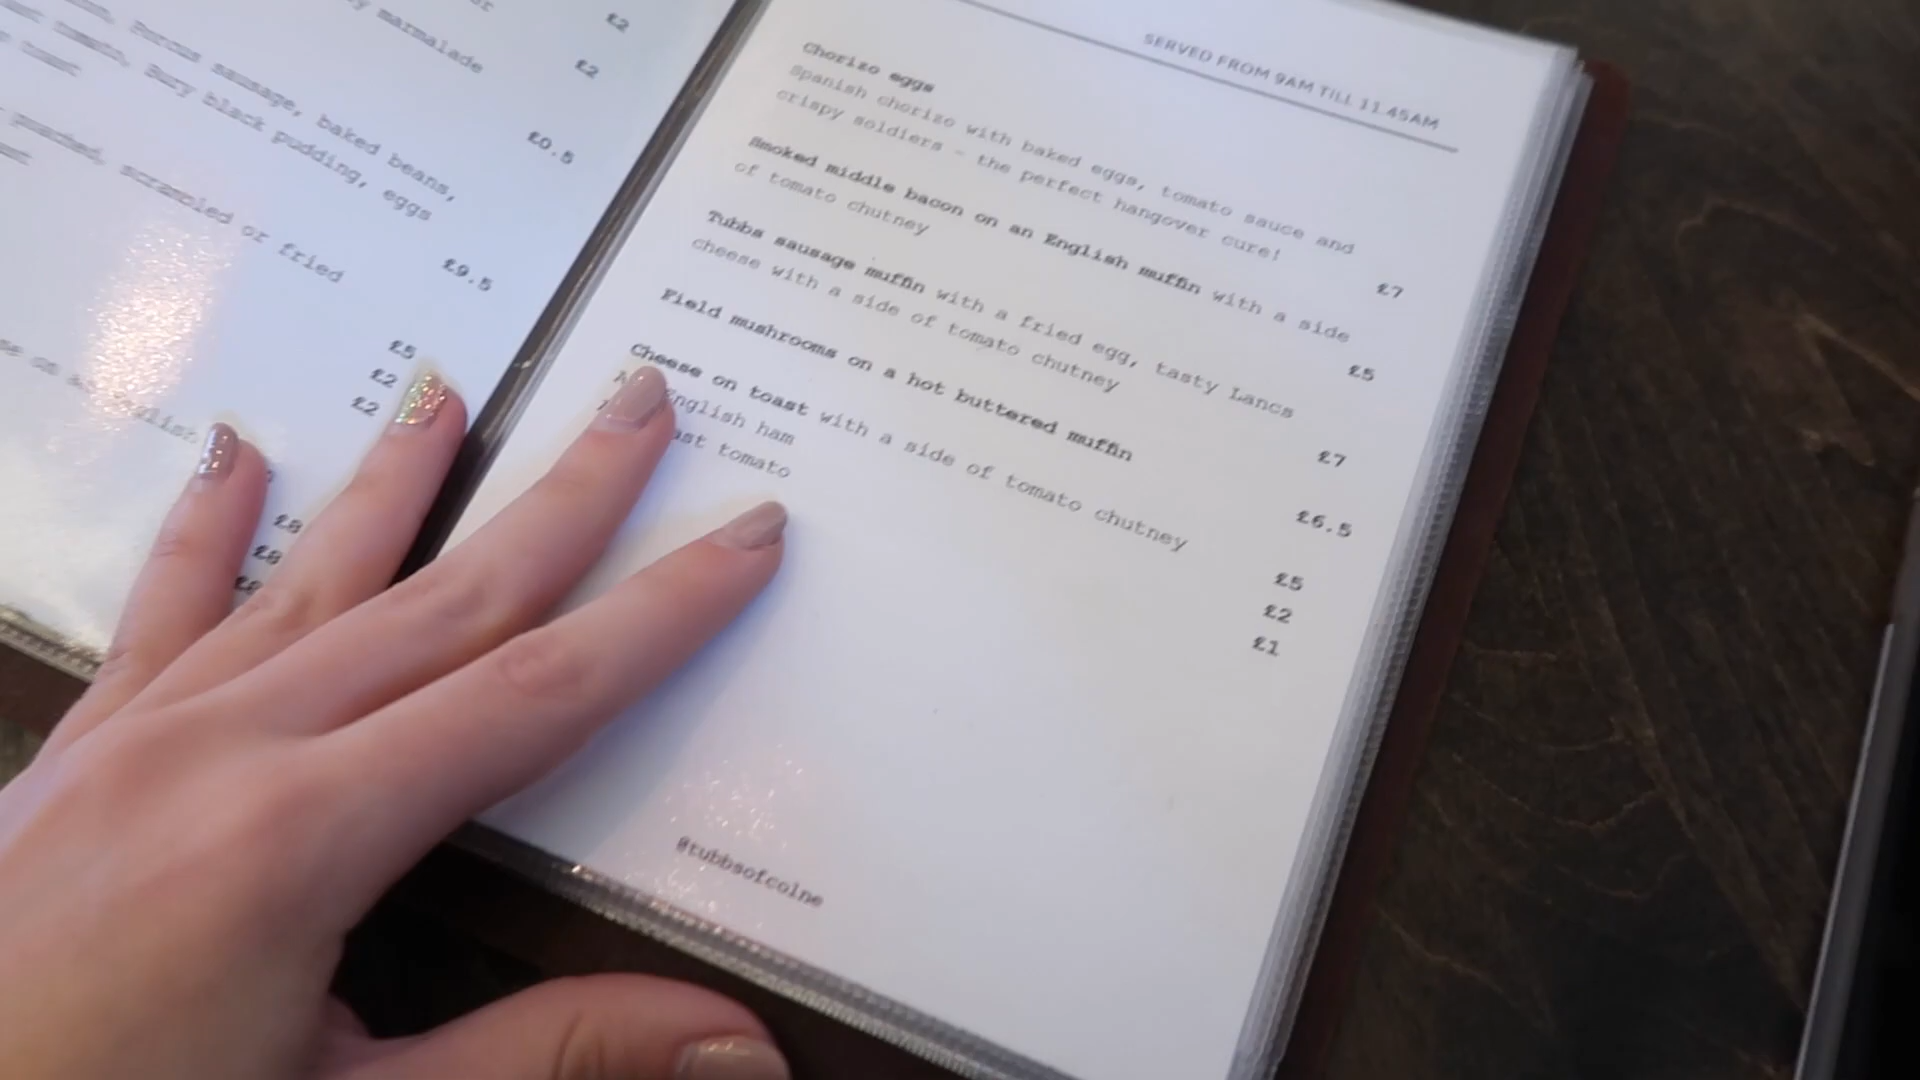 £2
marmalade
£2
sausage, baked beans,
Bury black pudding, eggs
£0.5
poached, scrambled or fried
£9.5
£5
£2
£2
£8
£8
£8
SERVED FROM 9AM TILL 11.45AM
Chorizo eggs
Spanish chorizo with baked eggs, tomato sauce and
crispy soldiers - the perfect hangover cure!
£7
Smoked middle bacon on an English muffin with a side
of tomato chutney
£5
Tubbs sausage muffin with a fried egg, tasty Lancs
cheese with a side of tomato chutney
£7
Field mushrooms on a hot buttered muffin
£6.5
Cheese on toast with a side of tomato chutney
£5
English ham
£2
tomato
£1
@tubbsofcolne